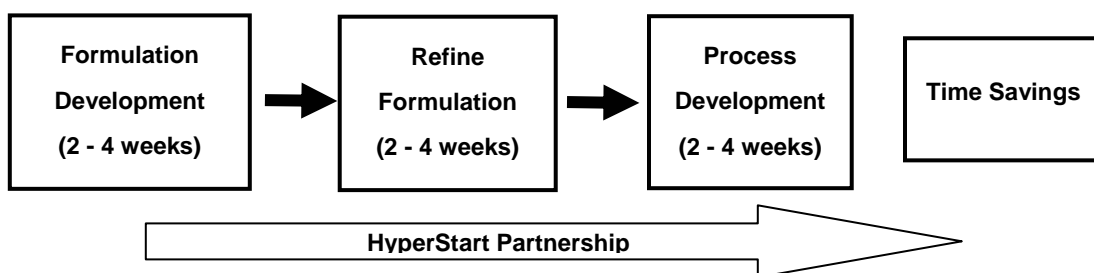 Formulation
Development
(2 - 4 weeks)
Refine
Formulation
(2 - 4 weeks)
Process
Development
(2 - 4 weeks)
Time Savings
HyperStart Partnership